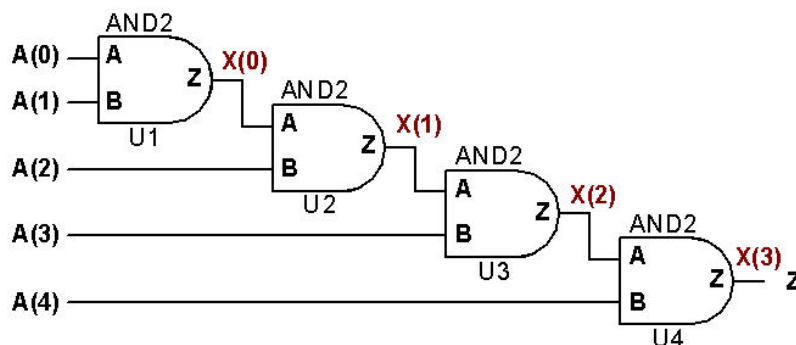 AND2
A(0) A Z X(0)
A(1) B
U1
AND2
A X(1)
Z
A(2) B
U2
AND2
A X(2)
Z
A(3) B
U3
AND2
A X(3)
Z Z
A(4) B
U4